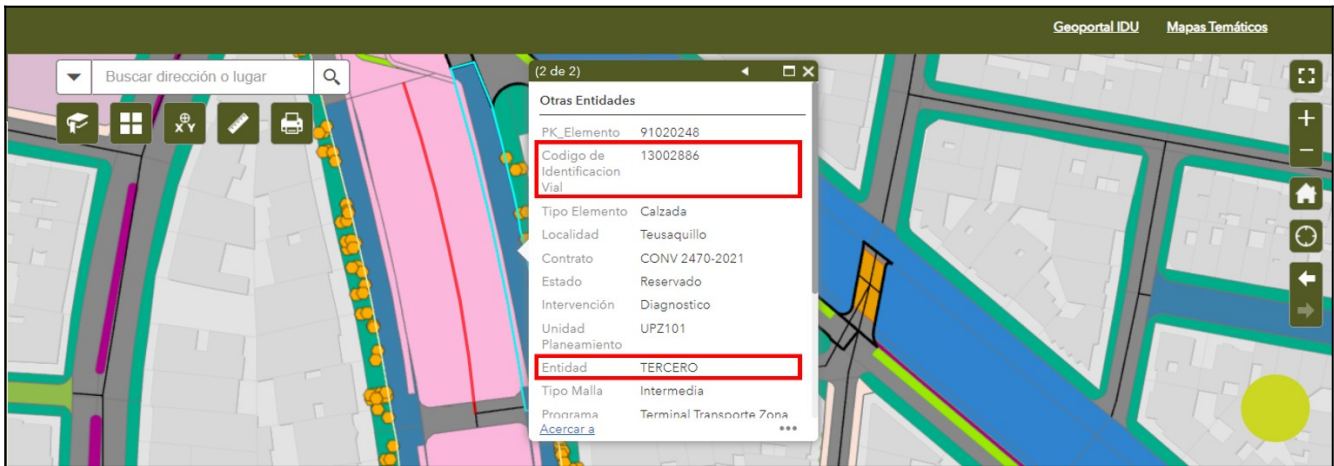 Geoportal IDU Mapas Temáticos
Buscar dirección o lugar
XY
(2 de 2)
Otras Entidades
PK_Elemento 91020248
Codigo de 13002886
Identificacion
Vial
Tipo Elemento Calzada
Localidad Teusaquillo
Contrato CONV 2470-2021
Estado Reservado
Intervención Diagnostico
Unidad UPZ101
Planeamiento
Entidad TERCERO
Tipo Malla Intermedia
Programa Terminal Transporte Zona
Acercar a